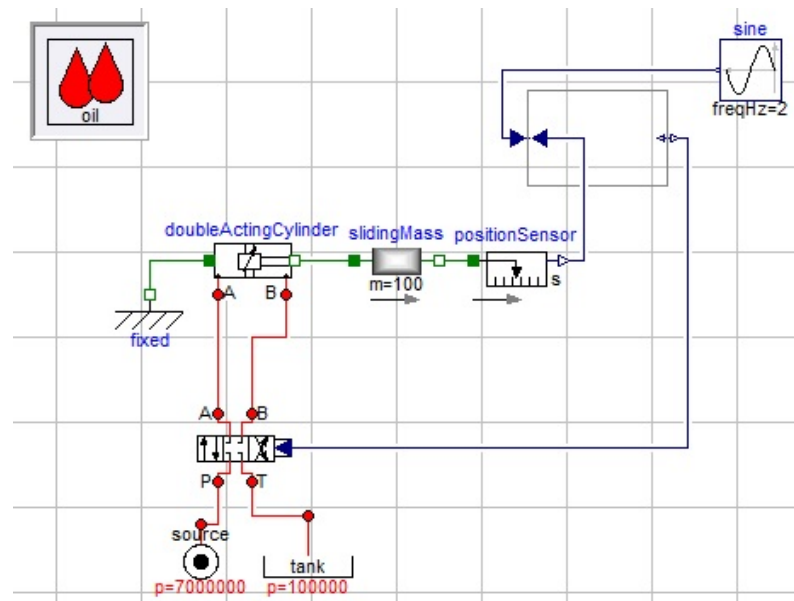 sine
oil
freqHz=2
doubleActingCylinder
slidingMass
positionSensor
A
B
m=100
s
fixed
A
B
P
T
source
tank
p=7000000
p=100000